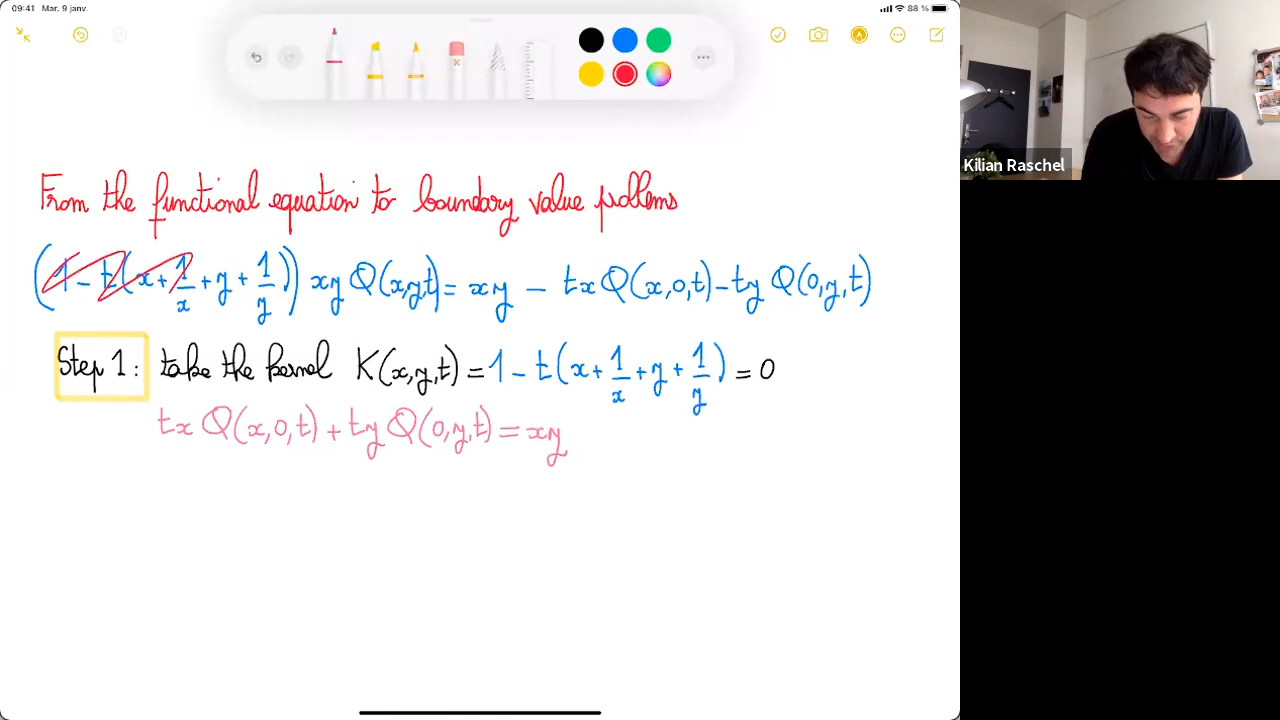 09:41 Mar. 9 janv.
88 %
From the functional equation to boundary value problems
(1 - t(x + 1/x + y + 1/y)) xy Q(x,y,t) = xy - tx Q(x,0,t) - ty Q(0,y,t)
Step 1: take the kernel K(x,y,t) = 1 - t(x + 1/x + y + 1/y) = 0
tx Q(x,0,t) + ty Q(0,y,t) = xy
Kilian Raschel